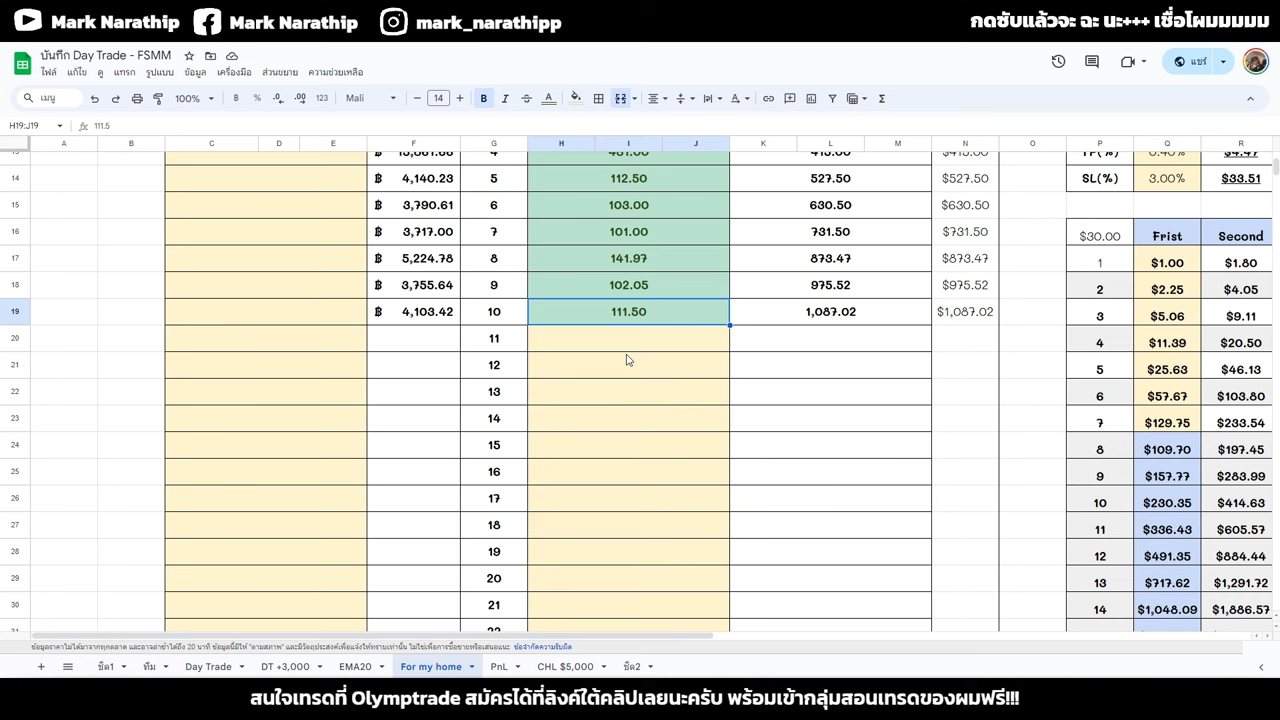 Mark Narathip Mark Narathip mark_narathipp กดซับแล้วจะ ฉะ นะ+++ เชื่อโผมมมมม
บันทึก Day Trade - FSMM
ไฟล์ แก้ไข ดู แทรก รูปแบบ ข้อมูล เครื่องมือ ส่วนขยาย ความช่วยเหลือ
แชร์
เมนู 100% ฿ % .0 .00 123 Mali 14 B I A
H19:J19 fx 111.5
A B C D E F G H I J K L M N O P Q R
4
14 ฿ 4,140.23 5 112.50 527.50 $527.50 SL(%) 3.00% $33.51
15 ฿ 3,790.61 6 103.00 630.50 $630.50
16 ฿ 3,717.00 7 101.00 731.50 $731.50 $30.00 Frist Second
17 ฿ 5,224.78 8 141.97 873.47 $873.47 1 $1.00 $1.80
18 ฿ 3,755.64 9 102.05 975.52 $975.52 2 $2.25 $4.05
19 ฿ 4,103.42 10 111.50 1,087.02 $1,087.02 3 $5.06 $9.11
20 11 4 $11.39 $20.50
21 12 5 $25.63 $46.13
22 13 6 $57.67 $103.80
23 14 7 $129.75 $233.54
24 15 8 $109.70 $197.45
25 16 9 $157.77 $283.99
26 17 10 $230.35 $414.63
27 18 11 $336.43 $605.57
28 19 12 $491.35 $884.44
29 20 13 $717.62 $1,291.72
30 21 14 $1,048.09 $1,886.57
ข้อมูลราคาไม่ได้มาจากทุกตลาด และอาจล่าช้าได้ถึง 20 นาที ข้อมูลนี้มีให้ "ตามสภาพ" และมีวัตถุประสงค์เพื่อแจ้งให้ทราบเท่านั้น ไม่ใช่เพื่อการซื้อขายหรือเสนอแนะ ข้อจำกัดความรับผิด
ชีต1 ทีม Day Trade DT +3,000 EMA20 For my home PnL CHL $5,000 ชีต2
สนใจเทรดที่ Olymptrade สมัครได้ที่ลิงค์ใต้คลิปเลยนะครับ พร้อมเข้ากลุ่มสอนเทรดของผมฟรี!!!